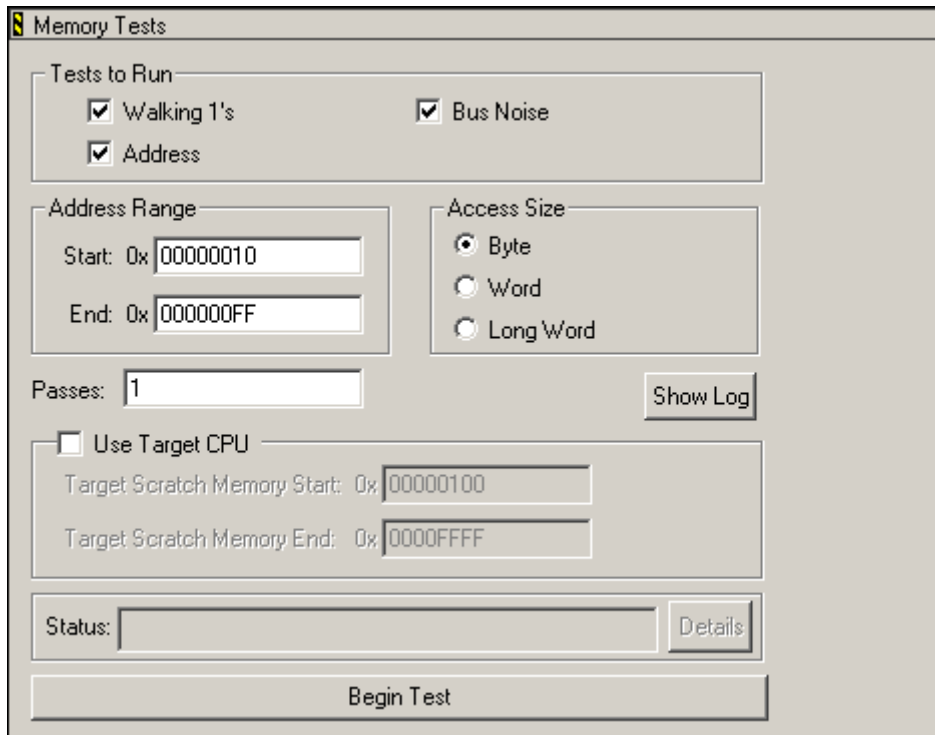 Memory Tests
Tests to Run
Walking 1's
Bus Noise
Address
Address Range
Start: 0x 00000010
End: 0x 000000FF
Access Size
Byte
Word
Long Word
Passes: 1
Show Log
Use Target CPU
Target Scratch Memory Start: 0x 00000100
Target Scratch Memory End: 0x 0000FFFF
Status:
Details
Begin Test